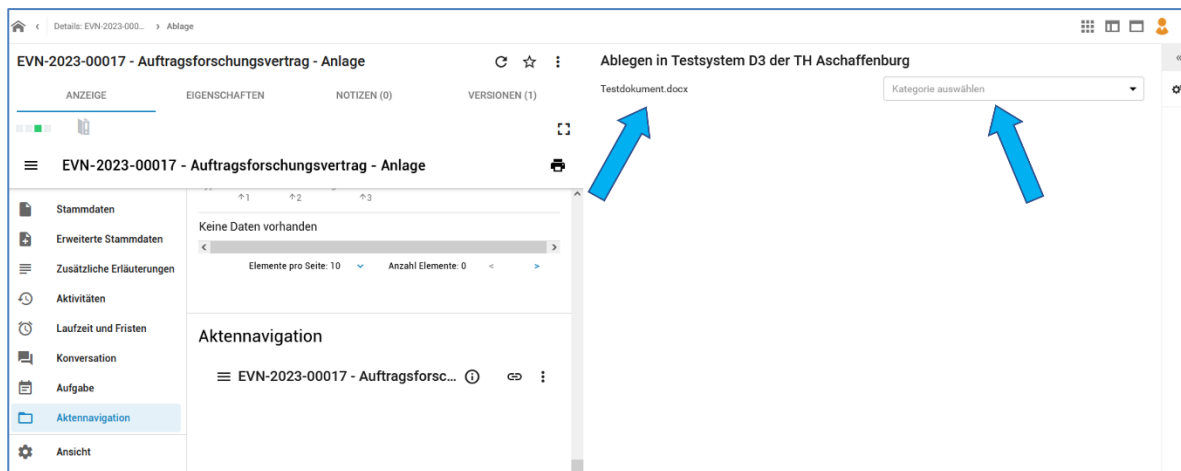 Details: EVN-2023-000... › Ablage
EVN-2023-00017 - Auftragsforschungsvertrag - Anlage
ANZEIGE EIGENSCHAFTEN NOTIZEN (0) VERSIONEN (1)
EVN-2023-00017 - Auftragsforschungsvertrag - Anlage
Stammdaten
Erweiterte Stammdaten
Zusätzliche Erläuterungen
Aktivitäten
Laufzeit und Fristen
Konversation
Aufgabe
Aktennavigation
Ansicht
↑1 ↑2 ↑3
Keine Daten vorhanden
Elemente pro Seite: 10 Anzahl Elemente: 0 < >
Aktennavigation
EVN-2023-00017 - Auftragsforsc...
Ablegen in Testsystem D3 der TH Aschaffenburg
Testdokument.docx Kategorie auswählen